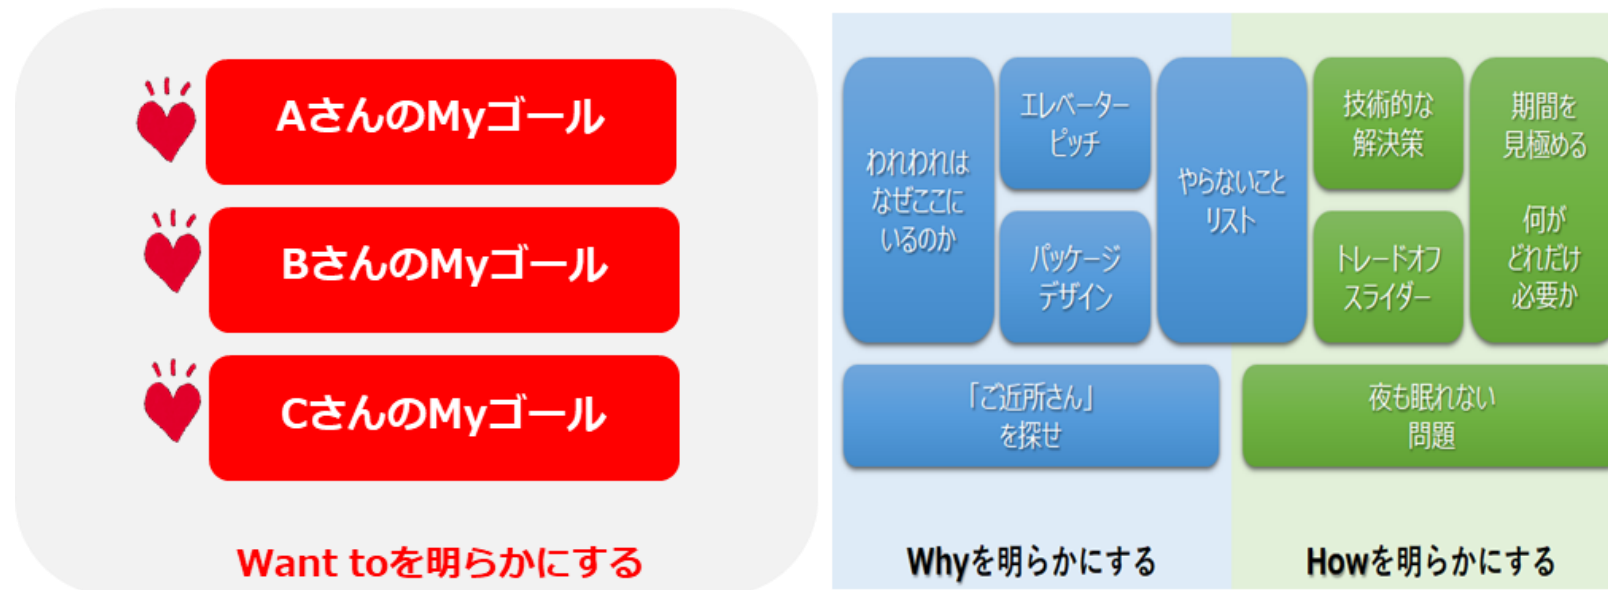 AさんのMyゴール
BさんのMyゴール
CさんのMyゴール
Want toを明らかにする
われわれは
なぜここに
いるのか
エレベーター
ピッチ
パッケージ
デザイン
やらないこと
リスト
「ご近所さん」
を探せ
Whyを明らかにする
技術的な
解決策
トレードオフ
スライダー
期間を
見極める
何が
どれだけ
必要か
夜も眠れない
問題
Howを明らかにする